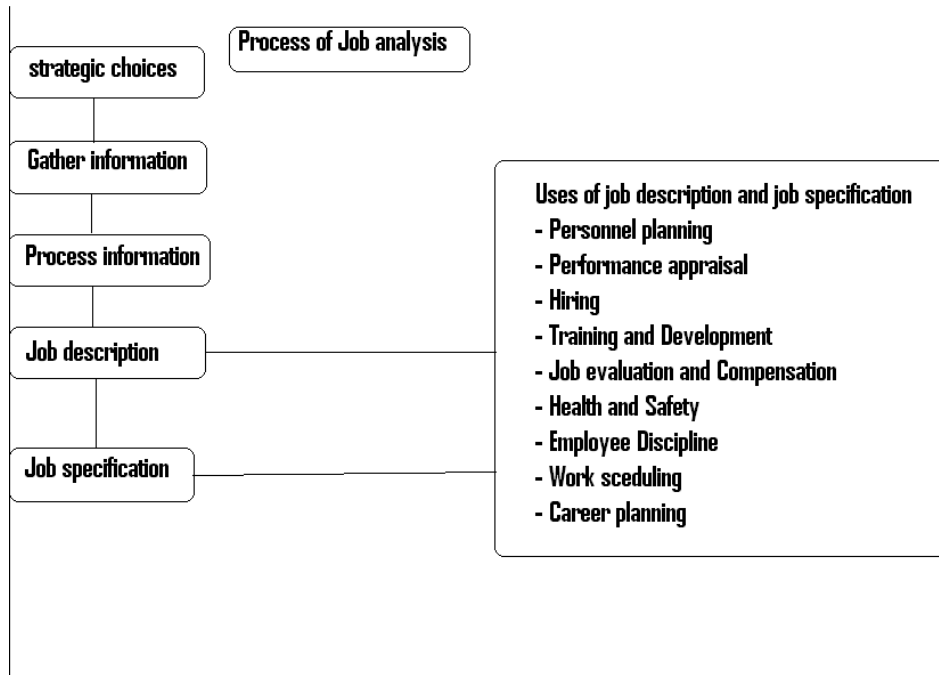 Process of Job analysis
strategic choices
Gather information
Process information
Job description
Job specification
Uses of job description and job specification
- Personnel planning
- Performance appraisal
- Hiring
- Training and Development
- Job evaluation and Compensation
- Health and Safety
- Employee Discipline
- Work sceduling
- Career planning